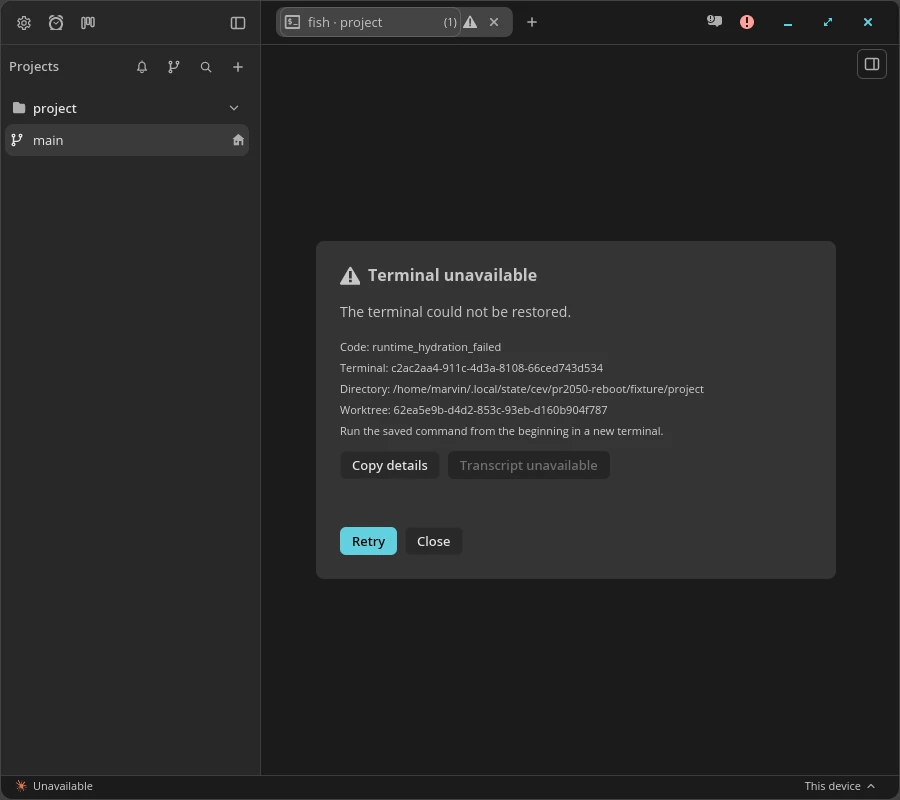 fish · project (1)
Projects
project
main
Terminal unavailable
The terminal could not be restored.
Code: runtime_hydration_failed
Terminal: c2ac2aa4-911c-4d3a-8108-66ced743d534
Directory: /home/marvin/.local/state/cev/pr2050-reboot/fixture/project
Worktree: 62ea5e9b-d4d2-853c-93eb-d160b904f787
Run the saved command from the beginning in a new terminal.
Copy details Transcript unavailable
Retry Close
Unavailable This device